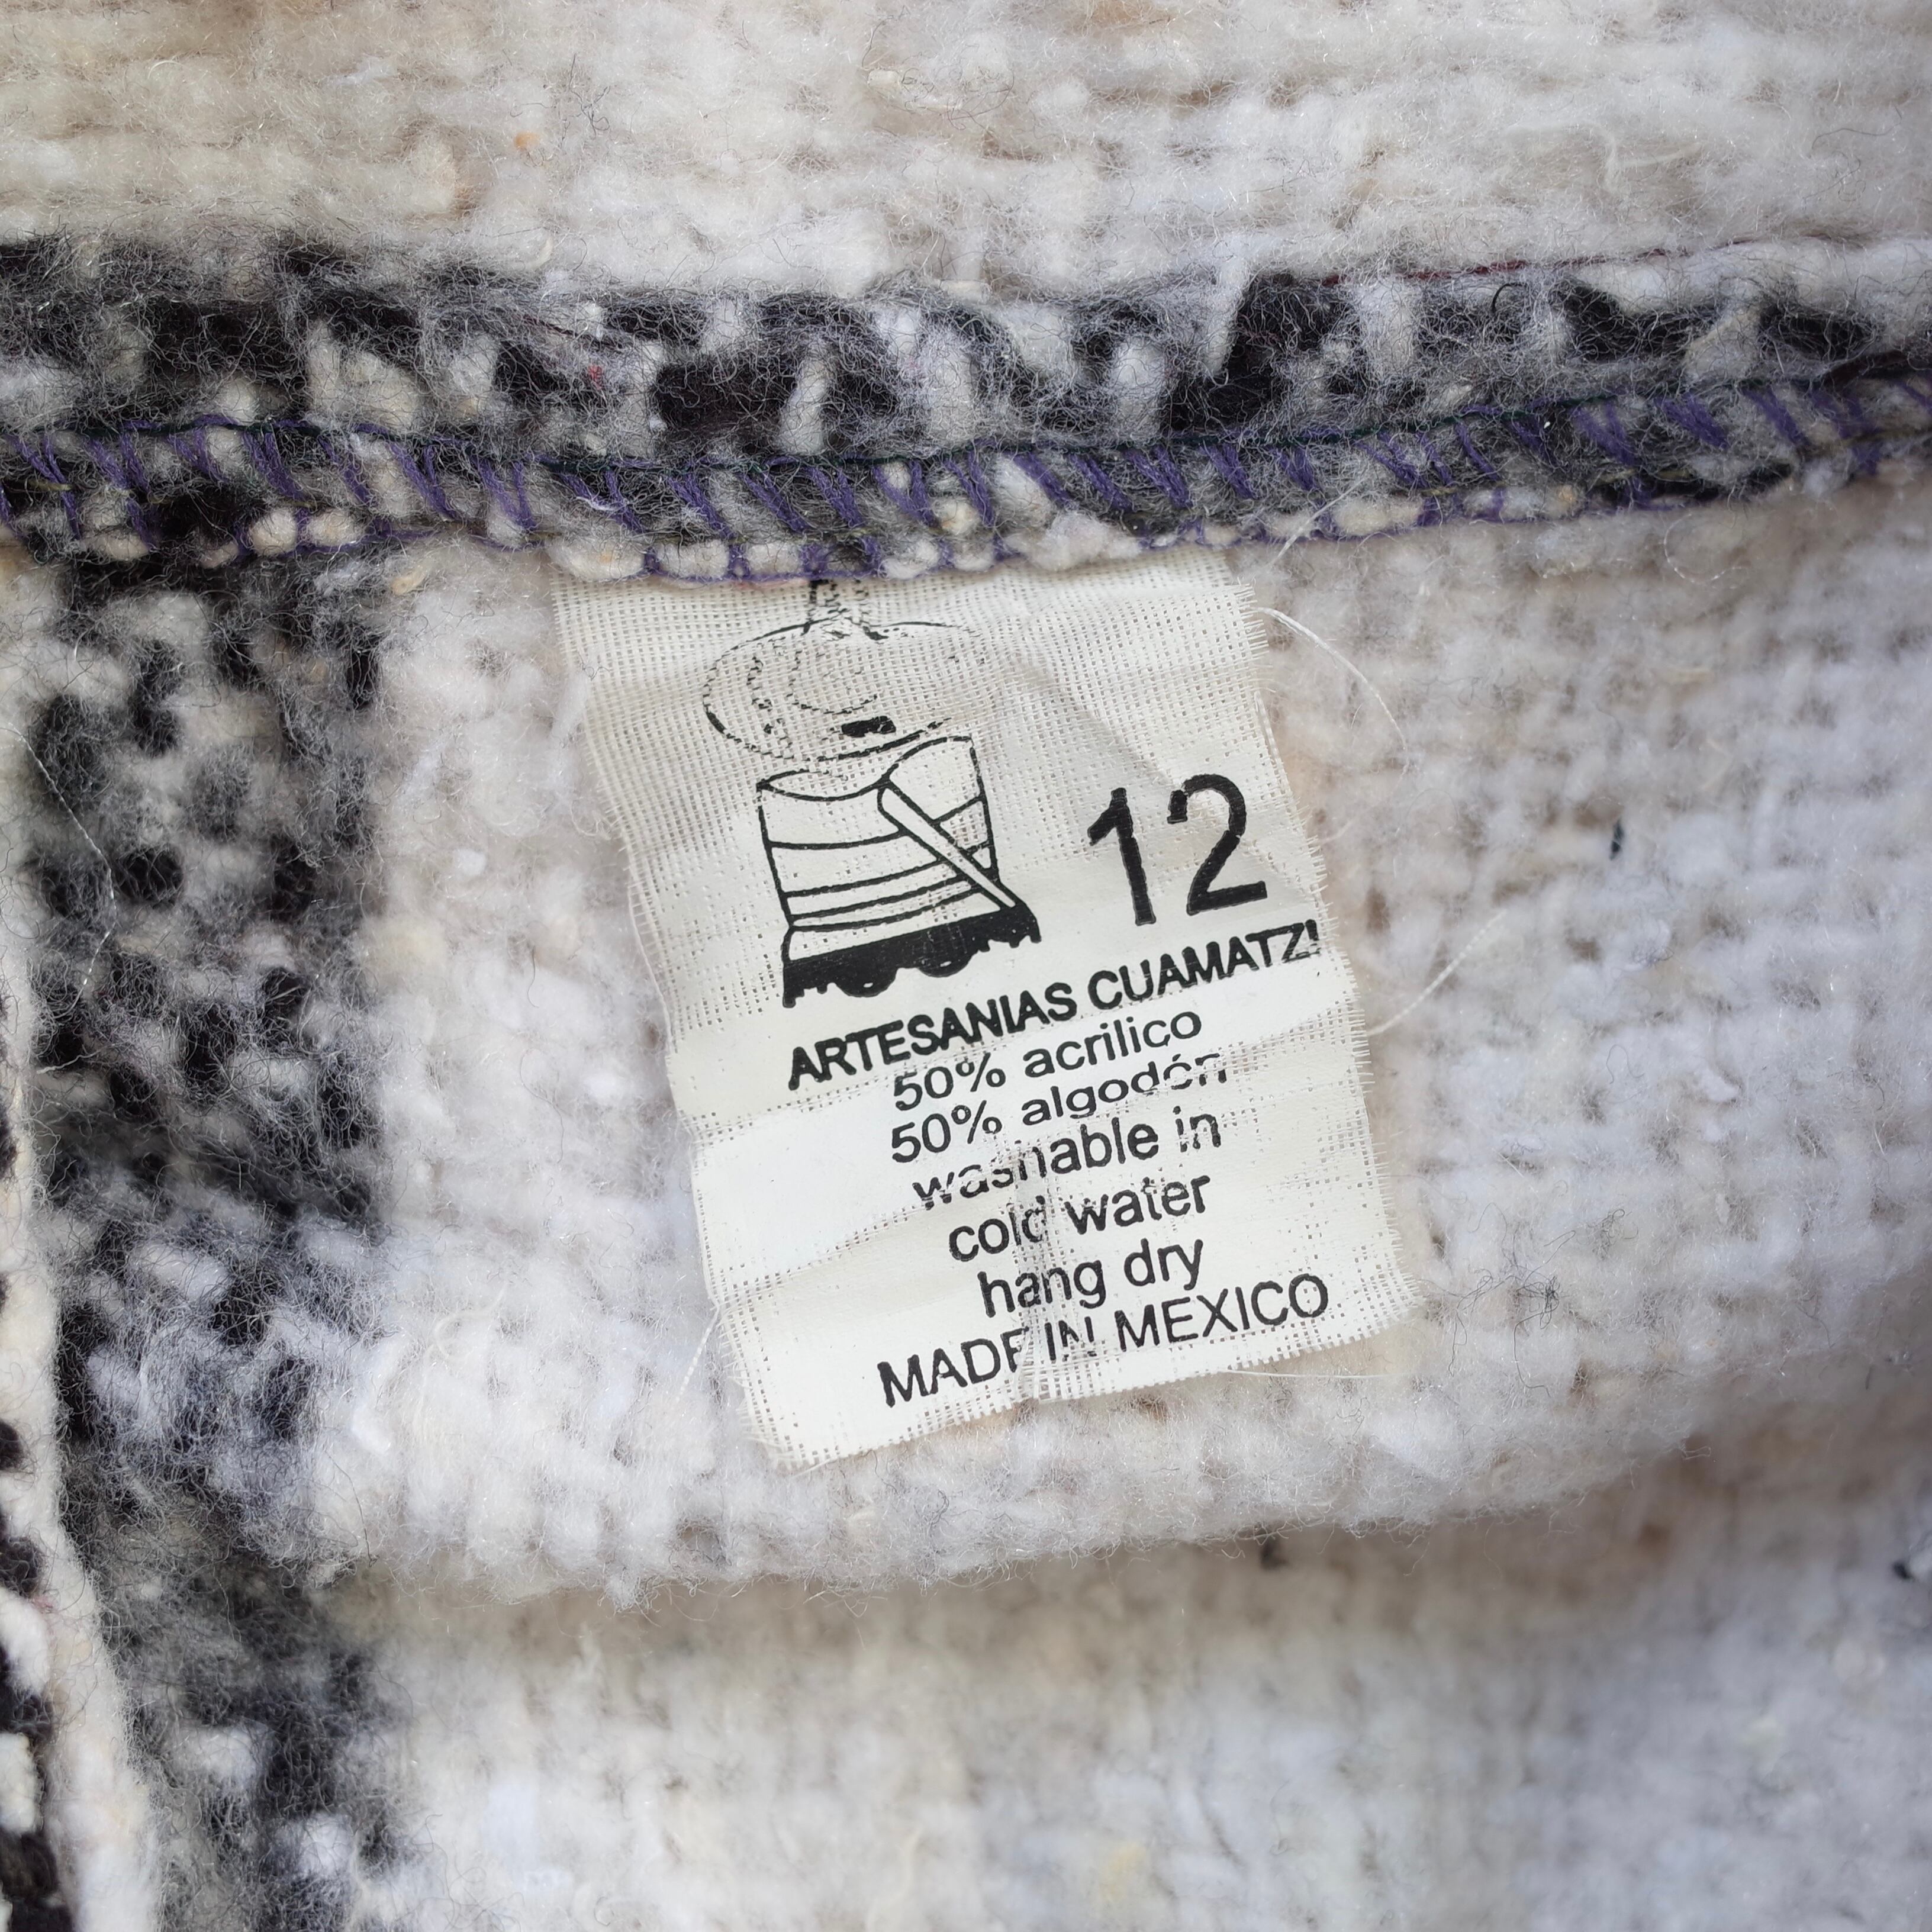 12
ARTESANIAS CUAMATZI
50% acrilico
50% algodón
washable in
cold water
hang dry
MADE IN MEXICO